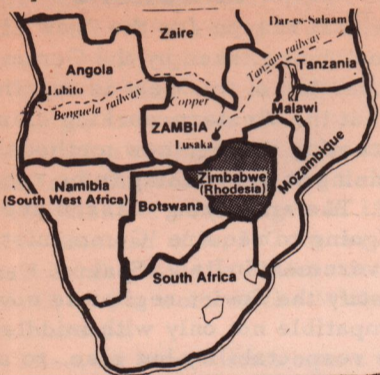 Dar-es-Salaam
Zaire
Tanzam railway
Tanzania
Angola
Lobito
Benguela railway
Copper
Malawi
ZAMBIA
Lusaka
Mozambique
Zimbabwe
(Rhodesia)
Namibia
(South West Africa)
Botswana
South Africa